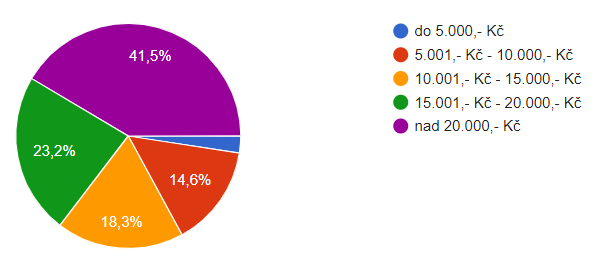 41,5%
23,2%
18,3%
14,6%
do 5.000,- Kč
5.001,- Kč - 10.000,- Kč
10.001,- Kč - 15.000,- Kč
15.001,- Kč - 20.000,- Kč
nad 20.000,- Kč